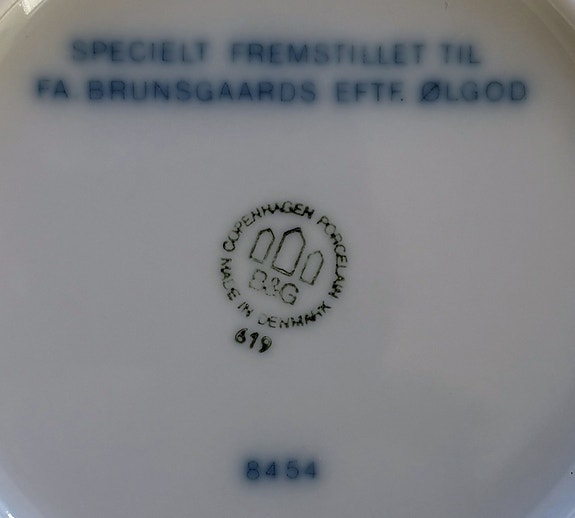 SPECIELT FREMSTILLET TIL
FA. BRUNSGAARDS EFTF. ØLGOD
COPENHAGEN PORCELAIN
B&G
MADE IN DENMARK
619
8454